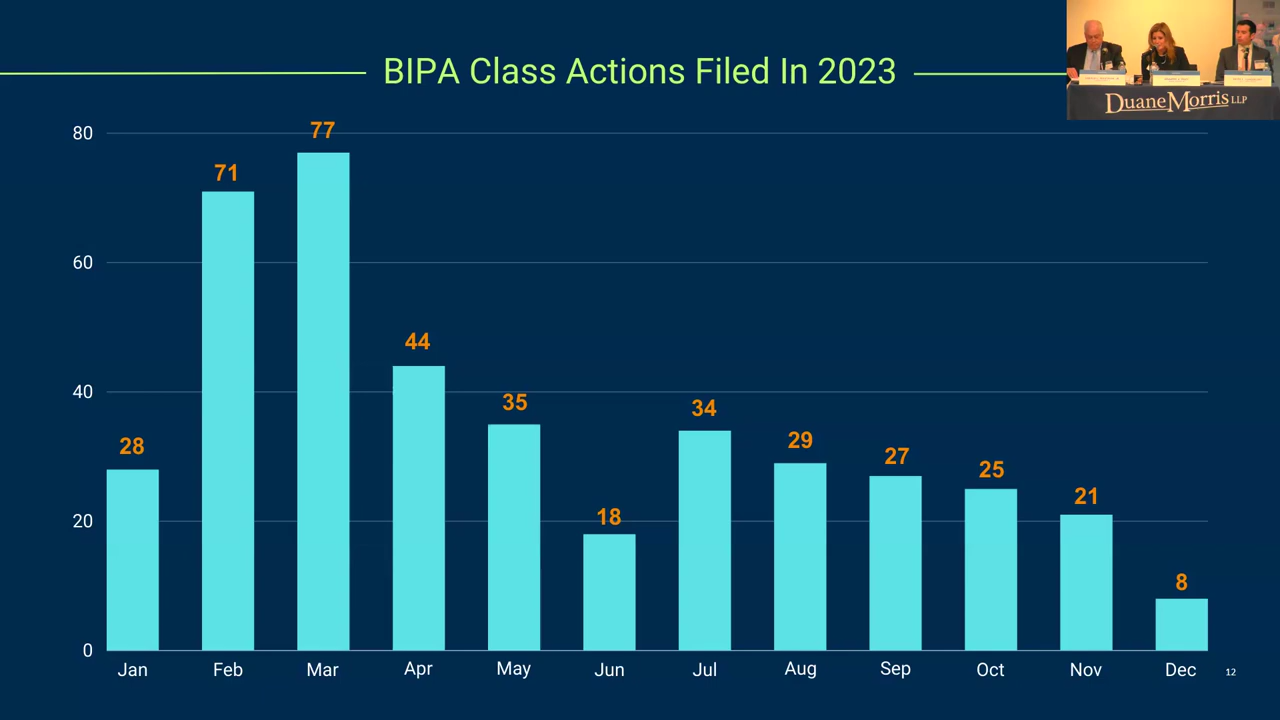 BIPA Class Actions Filed In 2023
DuaneMorris LLP
80
60
40
20
0
28
71
77
44
35
18
34
29
27
25
21
8
Jan
Feb
Mar
Apr
May
Jun
Jul
Aug
Sep
Oct
Nov
Dec
12